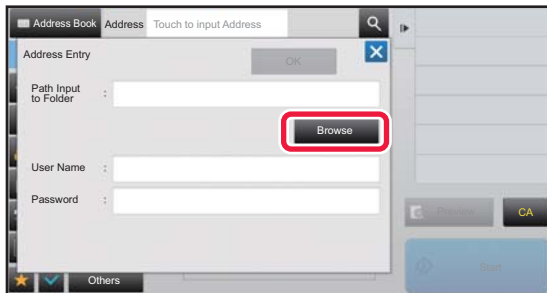 Address Book Address Touch to input Address
Address Entry OK
Path Input
to Folder :
Browse
User Name :
Password :
Preview CA
Start
Others